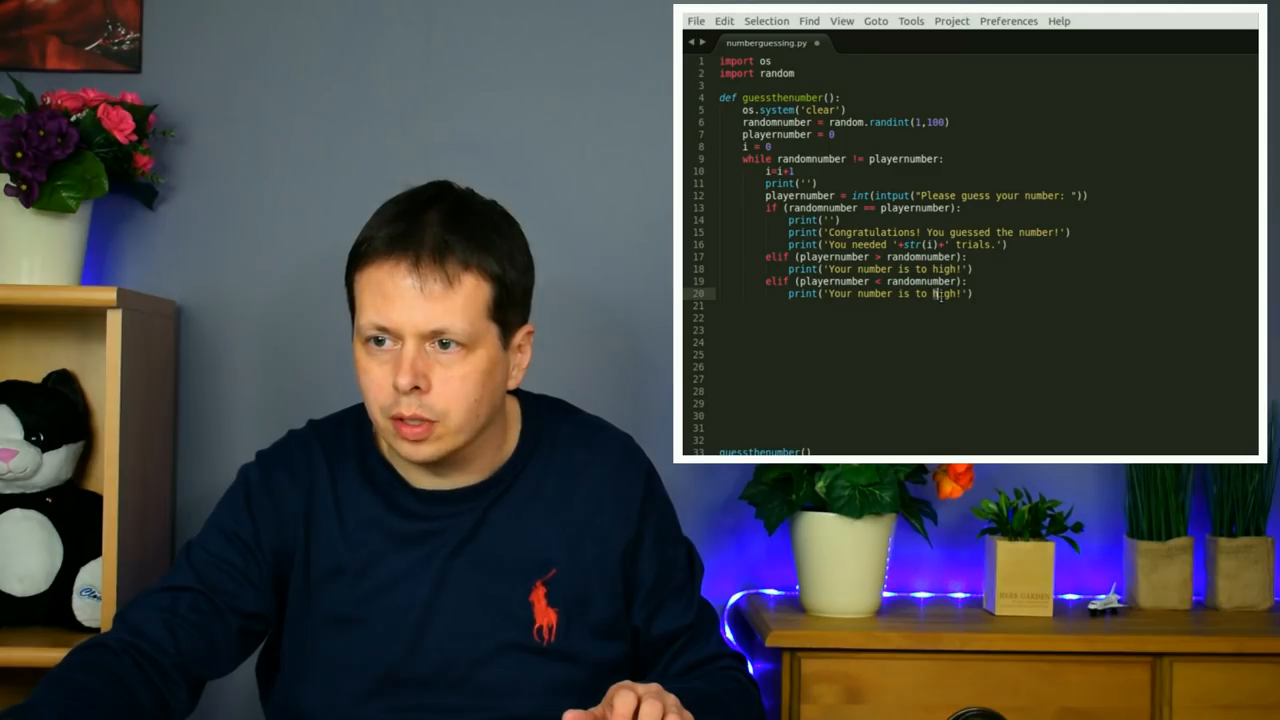 File Edit Selection Find View Goto Tools Project Preferences Help
numberguessing.py
1 import os
2 import random
3
4 def guessthenumber():
5 os.system('clear')
6 randomnumber = random.randint(1,100)
7 playernumber = 0
8 i = 0
9 while randomnumber != playernumber:
10 i=i+1
11 print('')
12 playernumber = int(intput("Please guess your number: "))
13 if (randomnumber == playernumber):
14 print('')
15 print('Congratulations! You guessed the number!')
16 print('You needed '+str(i)+' trials.')
17 elif (playernumber > randomnumber):
18 print('Your number is to high!')
19 elif (playernumber < randomnumber):
20 print('Your number is to high!')
21
22
23
24
25
26
27
28
29
30
31
32
33 guessthenumber()
HERB GARDEN